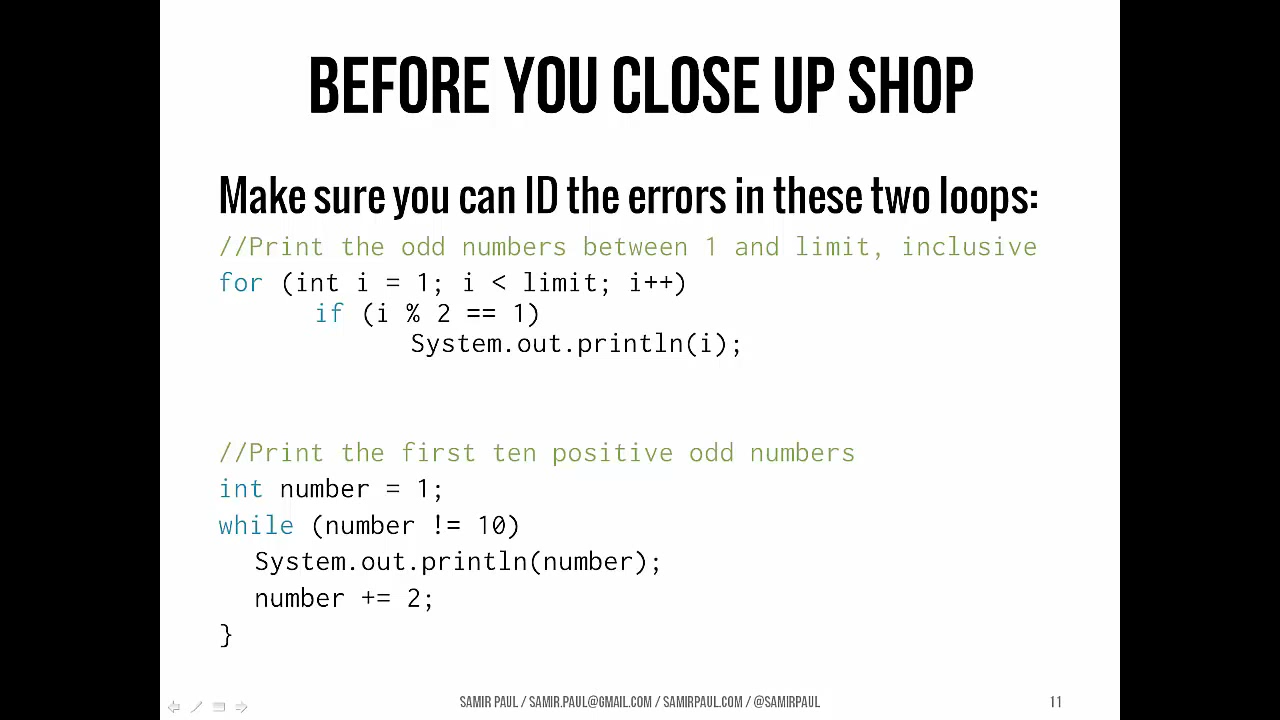 BEFORE YOU CLOSE UP SHOP
Make sure you can ID the errors in these two loops:
//Print the odd numbers between 1 and limit, inclusive
for (int i = 1; i < limit; i++)
if (i % 2 == 1)
System.out.println(i);
//Print the first ten positive odd numbers
int number = 1;
while (number != 10)
System.out.println(number);
number += 2;
}
SAMIR PAUL / SAMIR.PAUL@GMAIL.COM / SAMIRPAUL.COM / @SAMIRPAUL
11